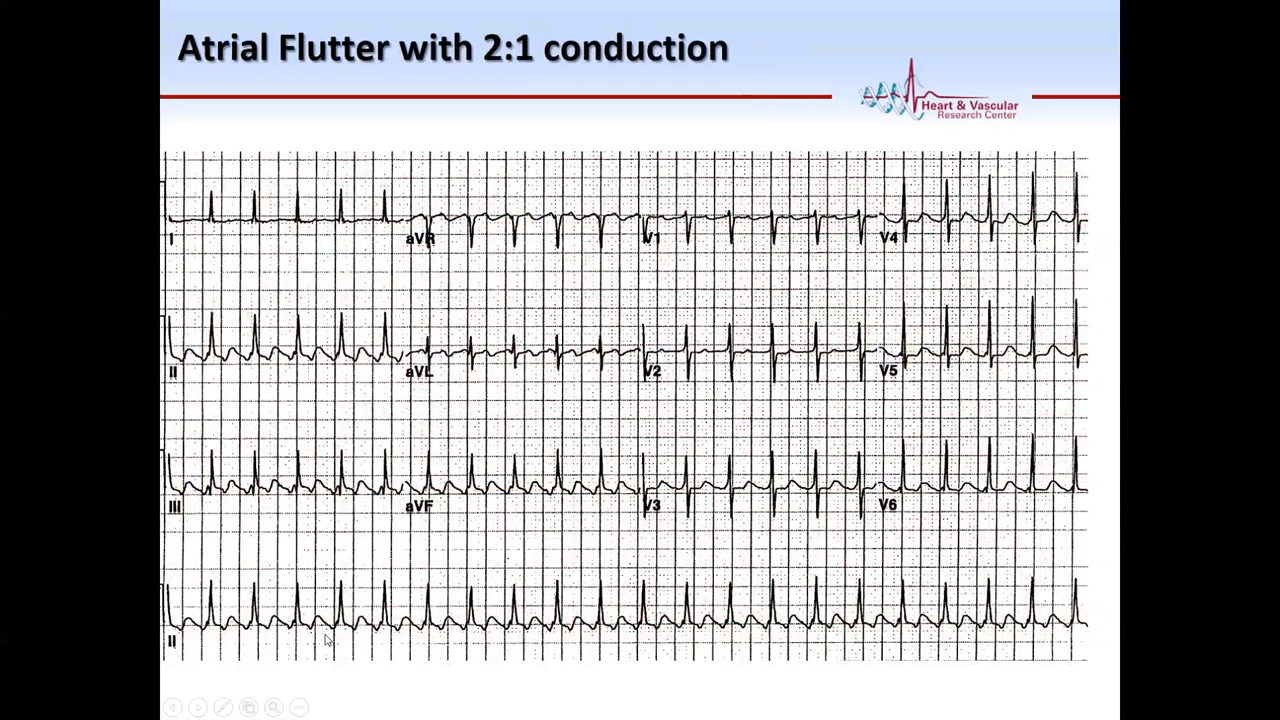 Atrial Flutter with 2:1 conduction
Heart & Vascular
Research Center
I
aVR
V1
V4
II
aVL
V2
V5
III
aVF
V3
V6
II